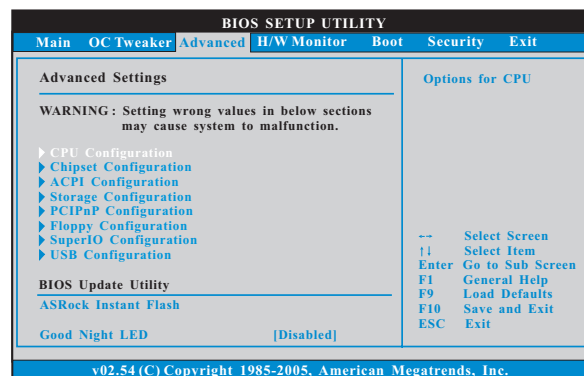 BIOS SETUP UTILITY
Main OC Tweaker Advanced H/W Monitor Boot Security Exit
Advanced Settings
WARNING : Setting wrong values in below sections
may cause system to malfunction.
CPU Configuration
Chipset Configuration
ACPI Configuration
Storage Configuration
PCIPnP Configuration
Floppy Configuration
SuperIO Configuration
USB Configuration
BIOS Update Utility
ASRock Instant Flash
Good Night LED [Disabled]
Options for CPU
←→ Select Screen
↑↓ Select Item
Enter Go to Sub Screen
F1 General Help
F9 Load Defaults
F10 Save and Exit
ESC Exit
v02.54 (C) Copyright 1985-2005, American Megatrends, Inc.